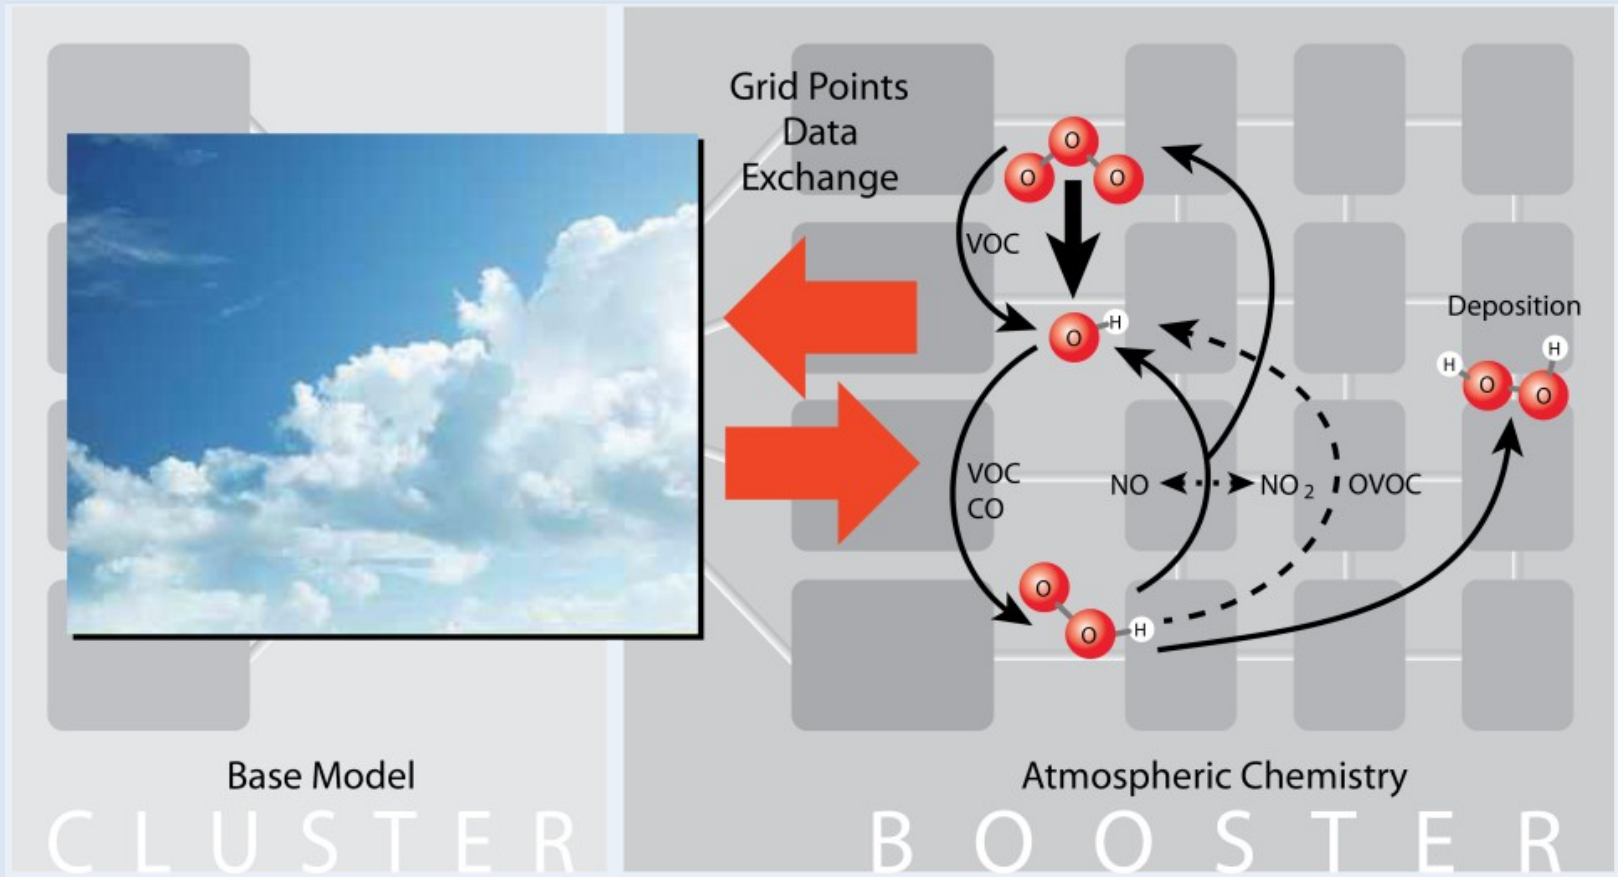 Grid Points
Data
Exchange
O
O O
VOC
O H
Deposition
H H
O O
VOC
CO
NO NO2 OVOC
O
O H
Base Model
Atmospheric Chemistry
CLUSTER
BOOSTER